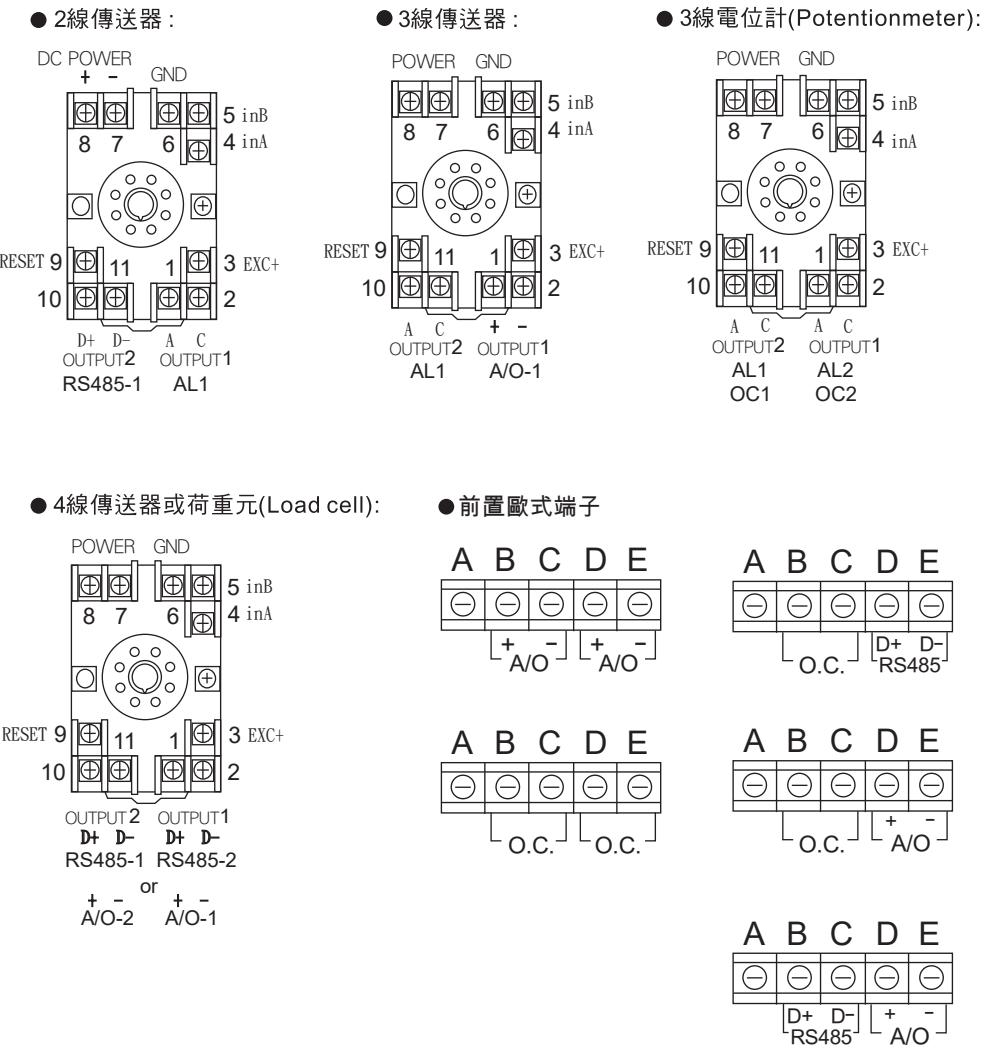 ● 2線傳送器 :
DC POWER
+ − GND
8 7 6 5 inB
4 inA
RESET 9 11 1 3 EXC+
10 2
D+ D− A C
OUTPUT2 OUTPUT1
RS485-1 AL1
● 3線傳送器 :
POWER GND
8 7 6 5 inB
4 inA
RESET 9 11 1 3 EXC+
10 2
A C + −
OUTPUT2 OUTPUT1
AL1 A/O-1
● 3線電位計(Potentionmeter):
POWER GND
8 7 6 5 inB
4 inA
RESET 9 11 1 3 EXC+
10 2
A C A C
OUTPUT2 OUTPUT1
AL1 AL2
OC1 OC2
● 4線傳送器或荷重元(Load cell):
POWER GND
8 7 6 5 inB
4 inA
RESET 9 11 1 3 EXC+
10 2
OUTPUT2 OUTPUT1
D+ D− D+ D−
RS485-1 RS485-2
or
+ − + −
A/O-2 A/O-1
●前置歐式端子
A B C D E
+ − + −
A/O A/O
A B C D E
D+ D−
O.C. RS485
A B C D E
O.C. O.C.
A B C D E
+ −
O.C. A/O
A B C D E
D+ D− + −
RS485 A/O